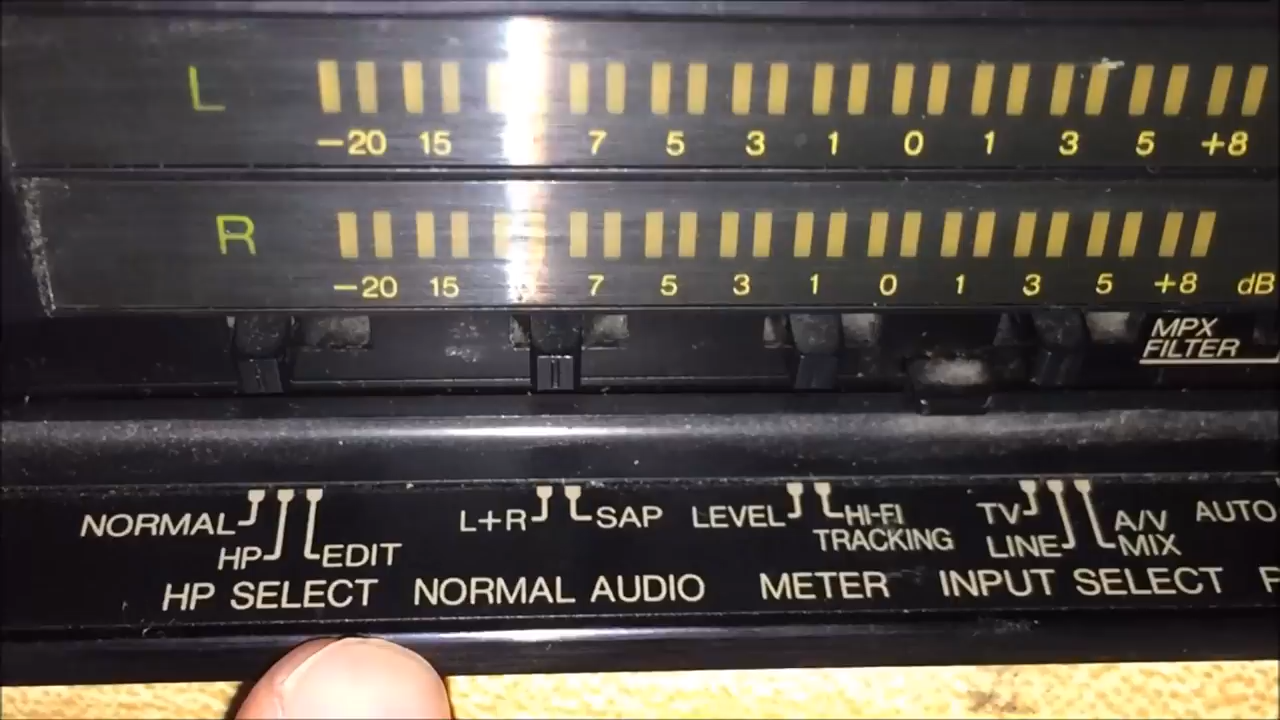 L
−20 15 7 5 3 1 0 1 3 5 +8
R
−20 15 7 5 3 1 0 1 3 5 +8 dB
MPX
FILTER
NORMAL HP EDIT
HP SELECT
L+R SAP
NORMAL AUDIO
LEVEL HI-FI TRACKING
METER
TV LINE A/V MIX
INPUT SELECT
AUTO